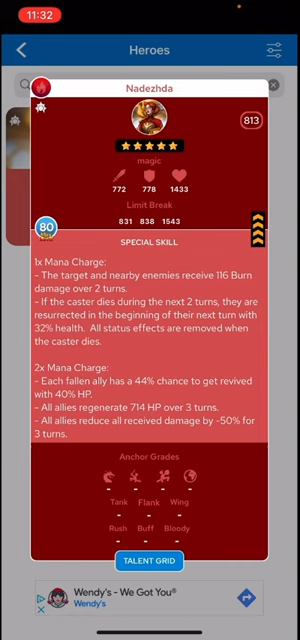 11:32
Heroes
Nadezhda
813
magic
772 778 1433
Limit Break
831 838 1543
80
SPECIAL SKILL
1x Mana Charge:
- The target and nearby enemies receive 116 Burn
damage over 2 turns.
- If the caster dies during the next 2 turns, they are
resurrected in the beginning of their next turn with
32% health. All status effects are removed when
the caster dies.
2x Mana Charge:
- Each fallen ally has a 44% chance to get revived
with 40% HP.
- All allies regenerate 714 HP over 3 turns.
- All allies reduce all received damage by -50% for
3 turns.
Anchor Grades
- - - -
Tank Flank Wing
- - -
Rush Buff Bloody
- - -
TALENT GRID
Wendy's - We Got You®
Wendy's